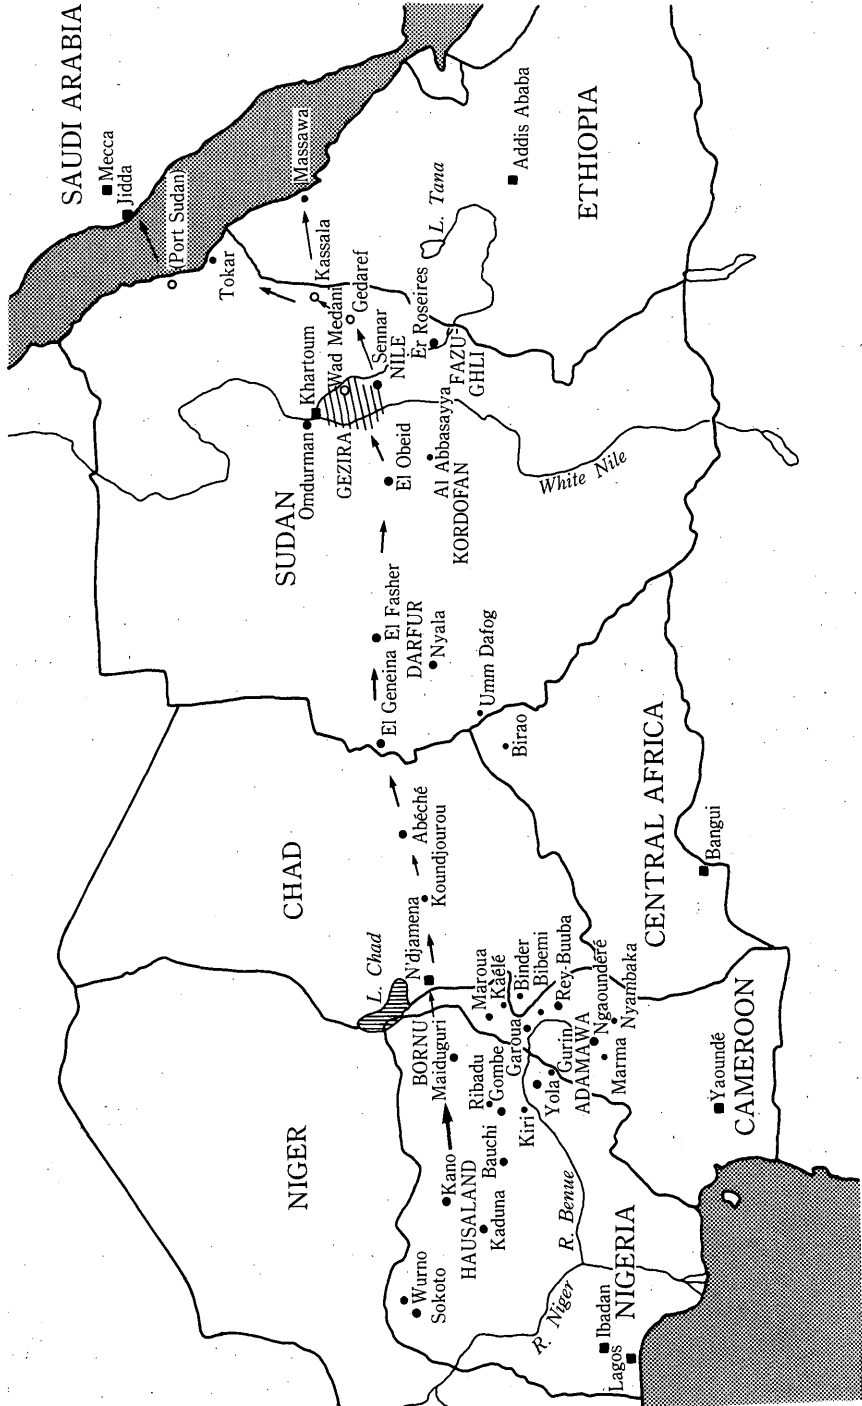 SAUDI ARABIA
Mecca
Jidda
(Port Sudan)
Tokar
Massawa
Kassala
Gedaref
Wad Medani
Khartoum
Omdurman
GEZIRA
Sennar
NILE
Er Roseires
FAZU-
GHLI
L. Tana
Addis Ababa
ETHIOPIA
SUDAN
El Obeid
Al Abbasayya
KORDOFAN
White Nile
El Fasher
El Geneina
DARFUR
Nyala
Umm Dafog
Birao
CHAD
Abéché
Koundjourou
N'djamena
L. Chad
CENTRAL AFRICA
Bangui
Maroua
Kaélé
Binder
Bibemi
Rey-Buuba
Garoua
Gurin
ADAMAWA
Ngaoundéré
Nyambaka
Marma
Yaoundé
CAMEROON
BORNU
Maiduguri
Ribadu
Gombe
Yola
Kiri
Bauchi
NIGER
Kano
HAUSALAND
Kaduna
Wurno
Sokoto
R. Benue
R. Niger
NIGERIA
Ibadan
Lagos